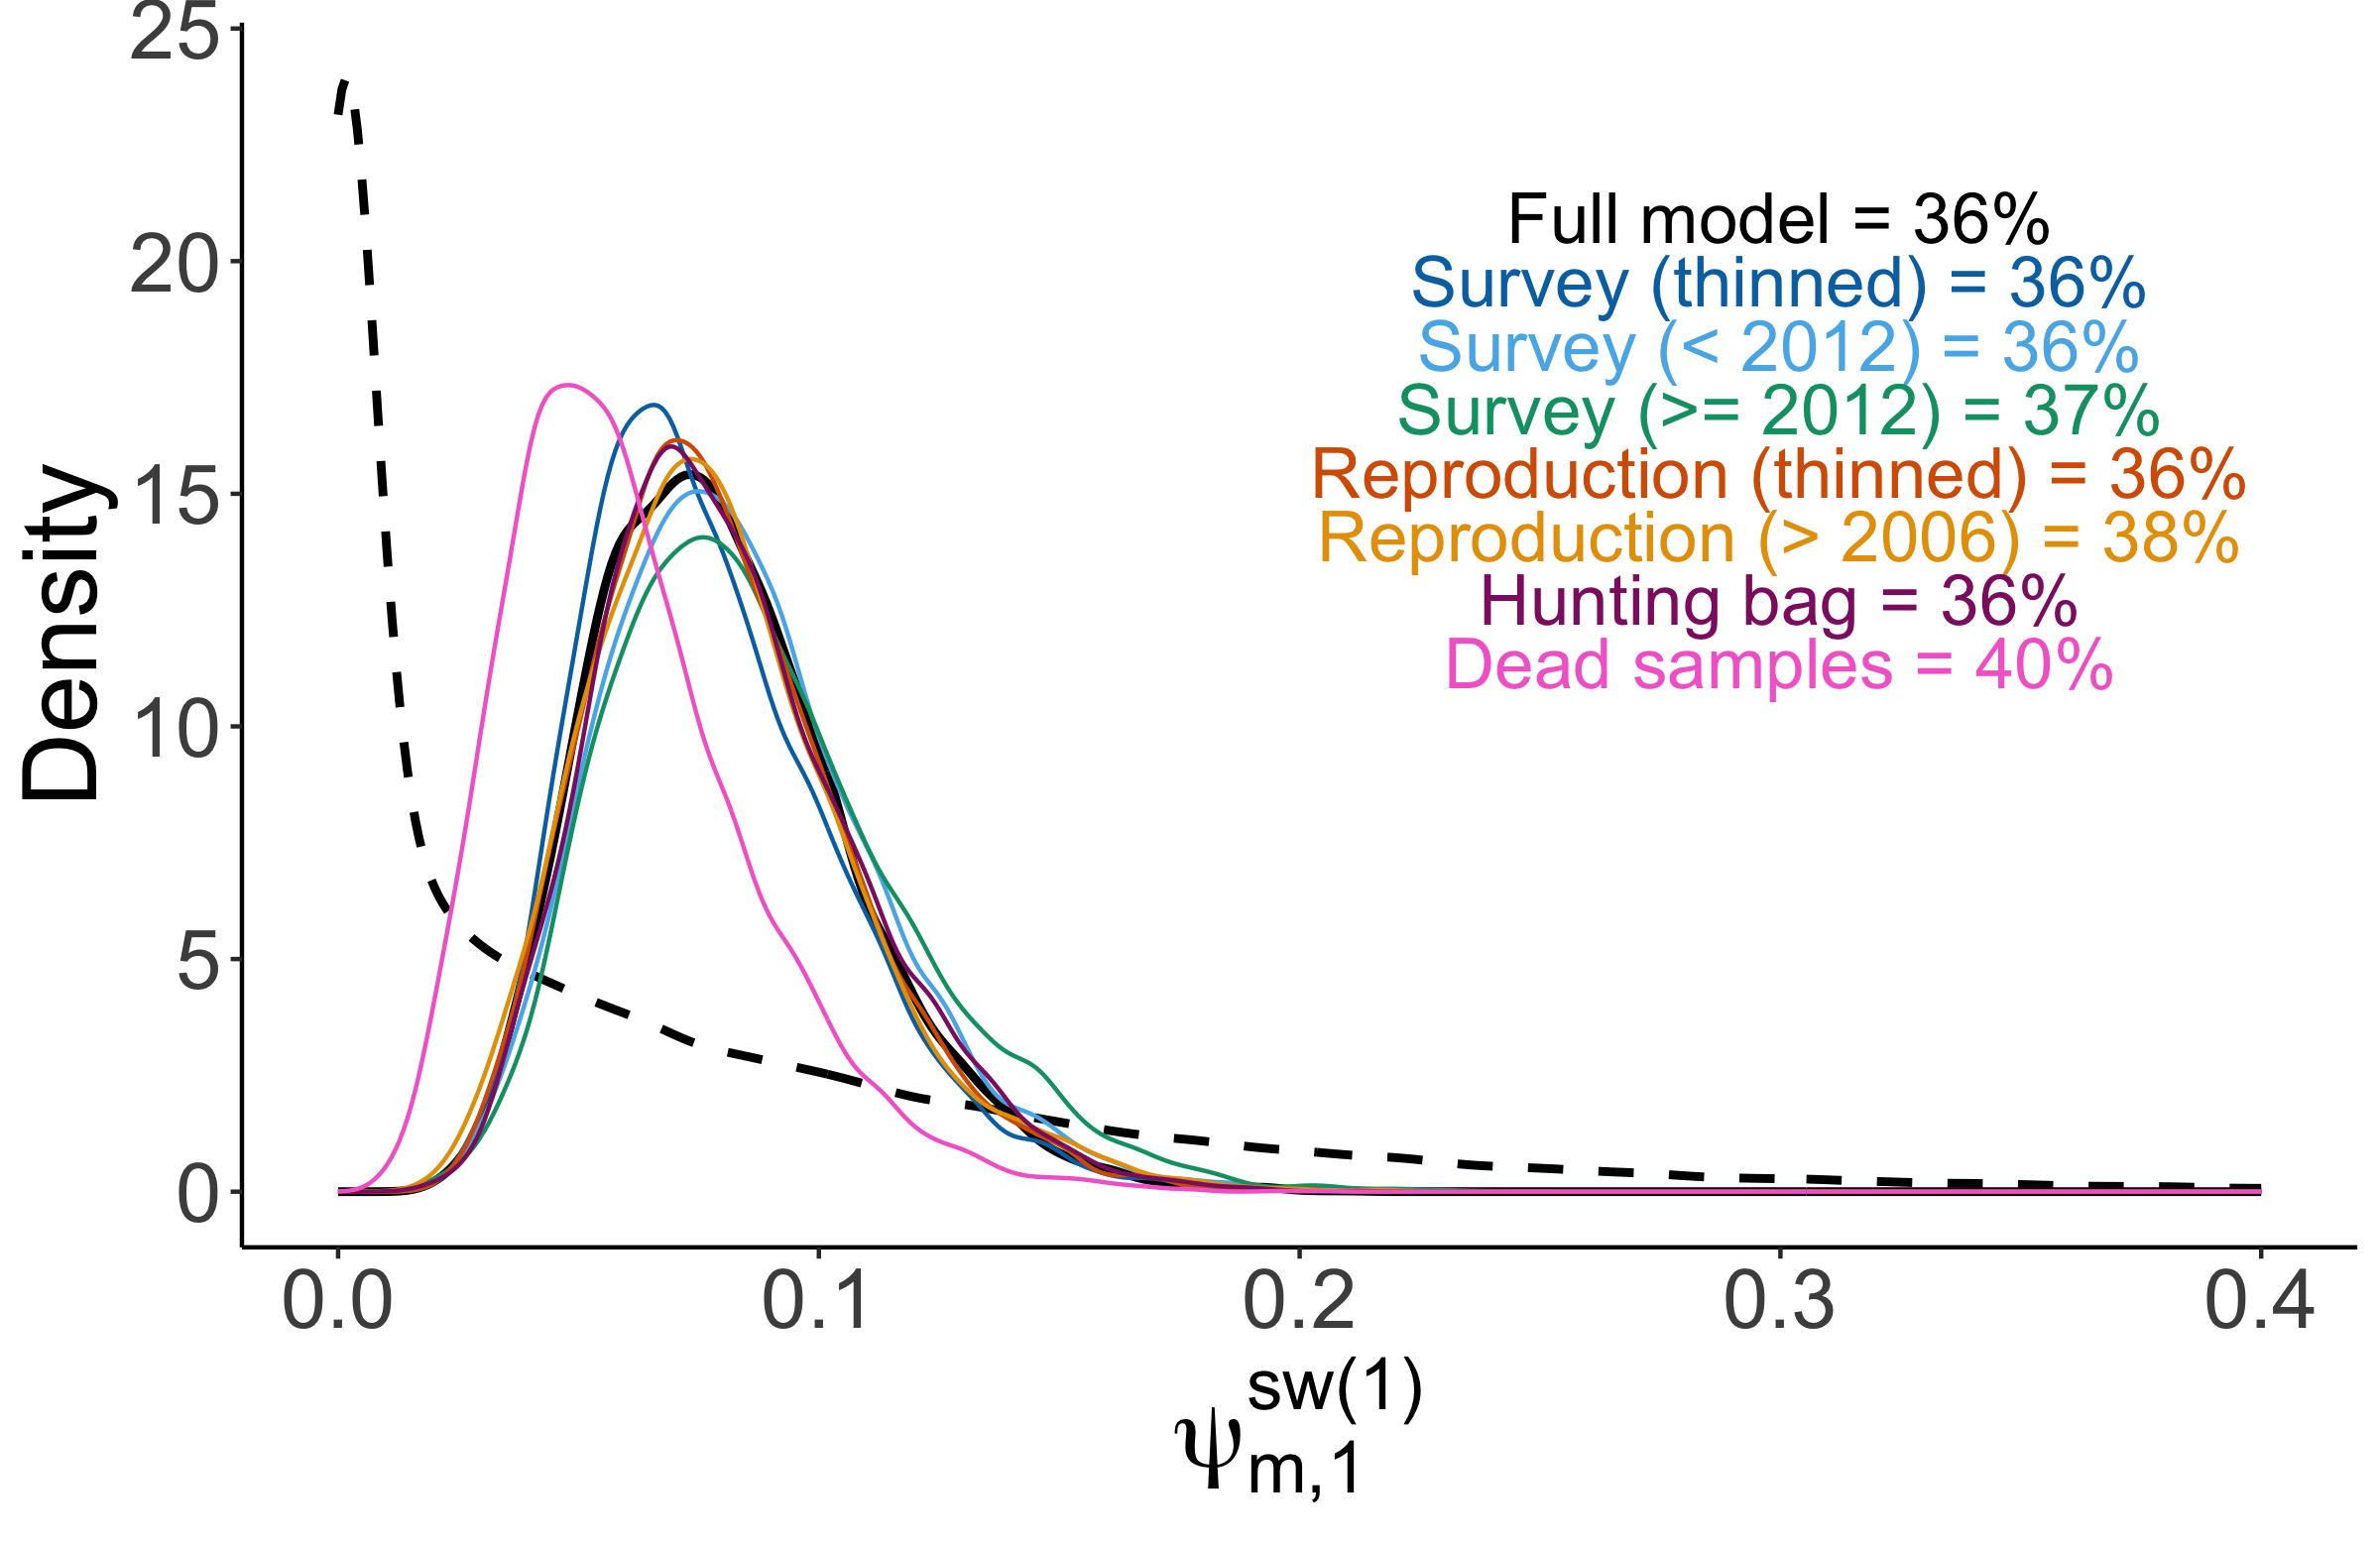 25
20
15
10
5
0
Density
Full model = 36%
Survey (thinned) = 36%
Survey (< 2012) = 36%
Survey (>= 2012) = 37%
Reproduction (thinned) = 36%
Reproduction (> 2006) = 38%
Hunting bag = 36%
Dead samples = 40%
0.0 0.1 0.2 0.3 0.4
ψ sw(1) m,1